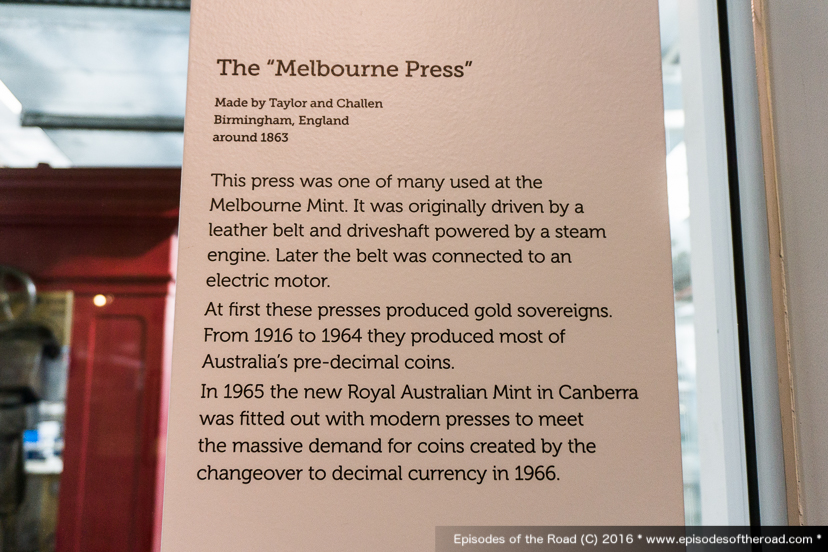 The “Melbourne Press”
Made by Taylor and Challen
Birmingham, England
around 1863
This press was one of many used at the
Melbourne Mint. It was originally driven by a
leather belt and driveshaft powered by a steam
engine. Later the belt was connected to an
electric motor.
At first these presses produced gold sovereigns.
From 1916 to 1964 they produced most of
Australia’s pre-decimal coins.
In 1965 the new Royal Australian Mint in Canberra
was fitted out with modern presses to meet
the massive demand for coins created by the
changeover to decimal currency in 1966.
Episodes of the Road (C) 2016 * www.episodesoftheroad.com *